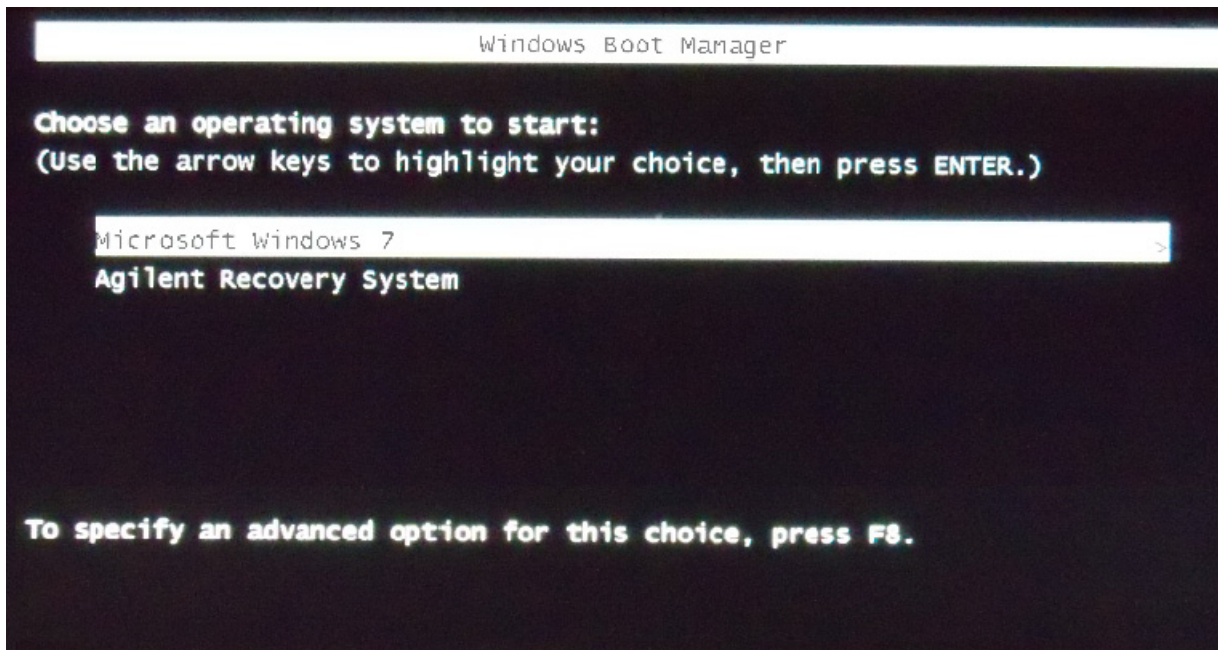 Windows Boot Manager
Choose an operating system to start:
(Use the arrow keys to highlight your choice, then press ENTER.)
Microsoft Windows 7 >
Agilent Recovery System
To specify an advanced option for this choice, press F8.